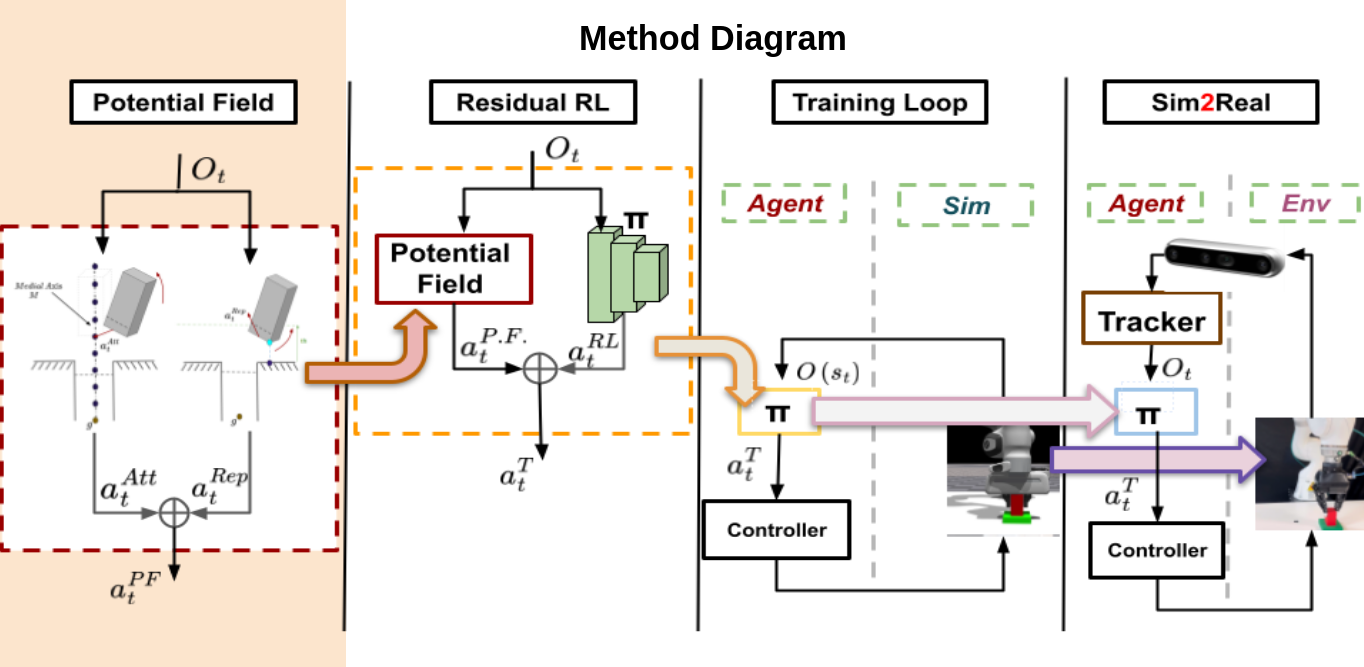 Method Diagram
Potential Field
O_t
Medial Axis
M
a_t^{Att}
g
a_t^{Rep}
g
a_t^{Att}
a_t^{Rep}
a_t^{PF}
Residual RL
O_t
π
Potential
Field
a_t^{P.F.}
a_t^{RL}
a_t^T
Training Loop
Agent
Sim
O(s_t)
π
a_t^T
Controller
Sim2Real
Agent
Env
Tracker
O_t
π
a_t^T
Controller